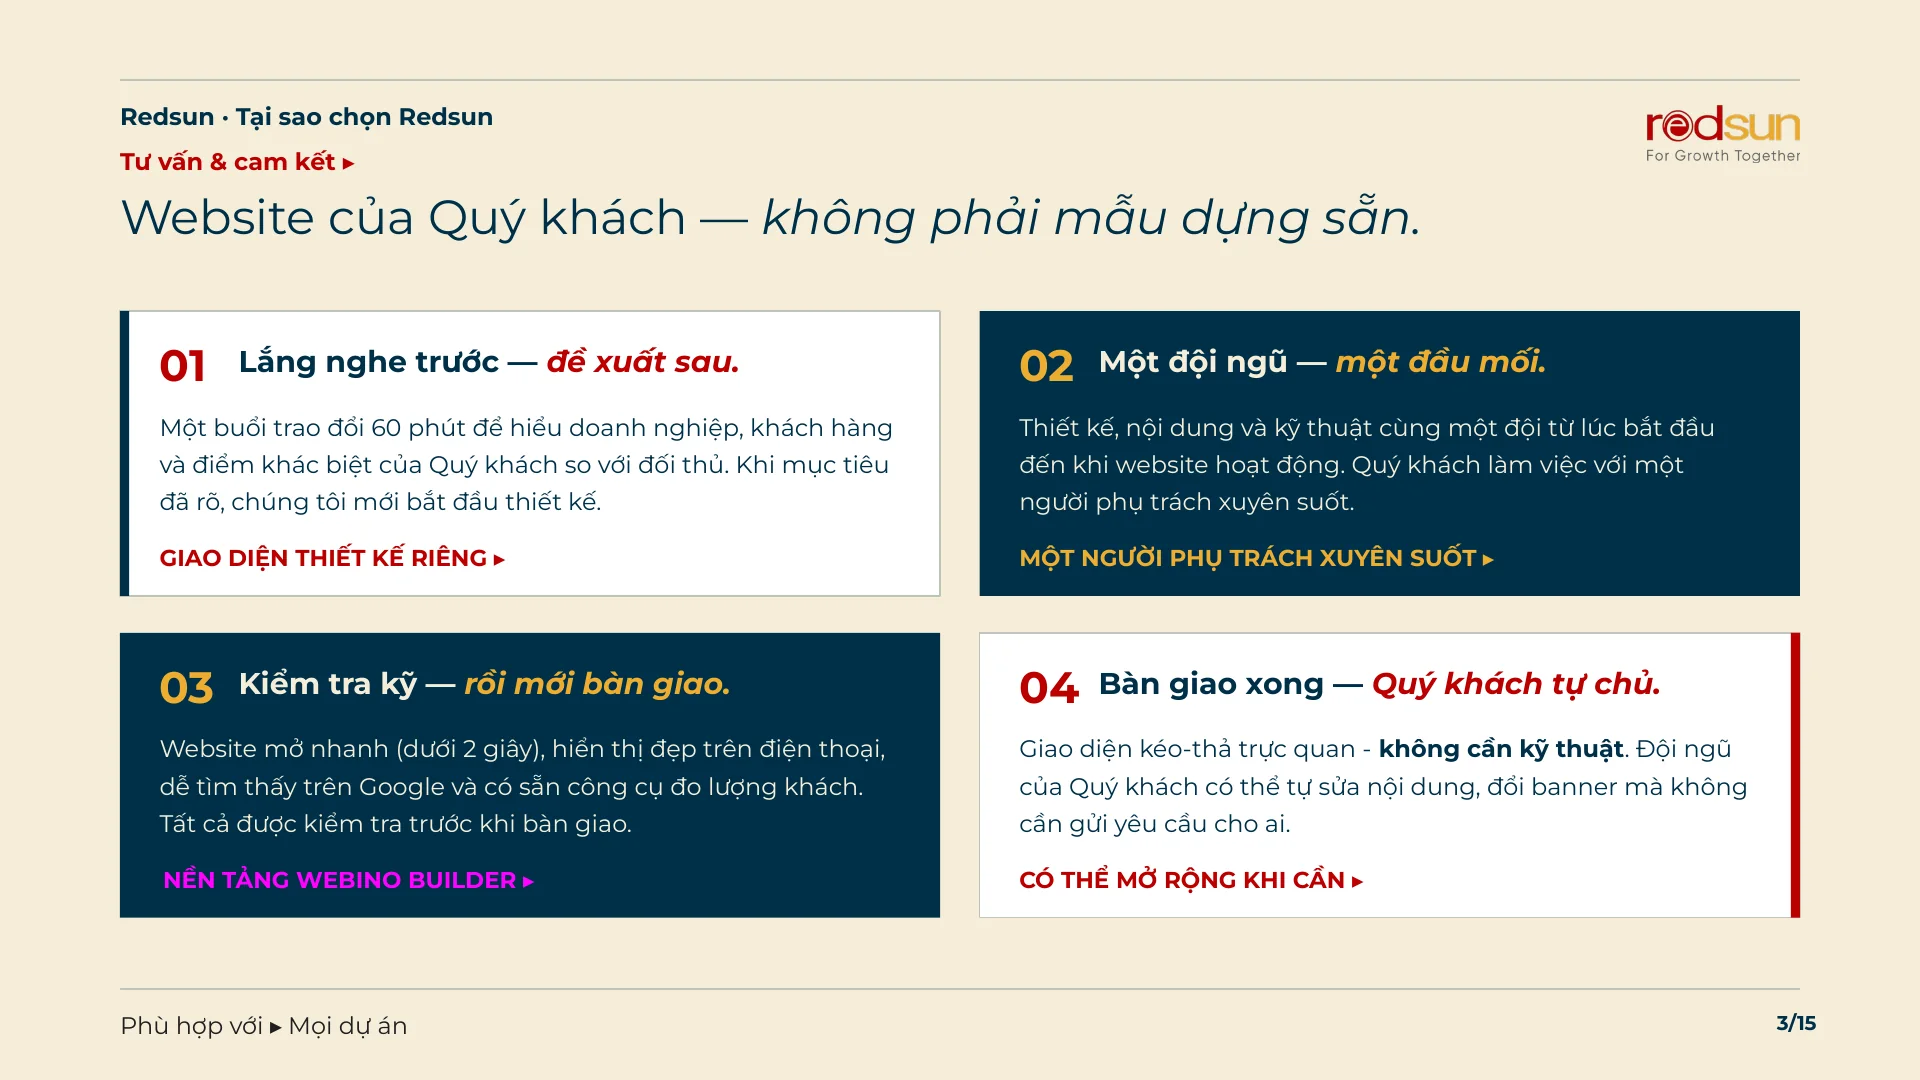 Redsun · Tại sao chọn Redsun
redsun
For Growth Together
Tư vấn & cam kết ▸
Website của Quý khách — không phải mẫu dựng sẵn.
01 Lắng nghe trước — đề xuất sau.
Một buổi trao đổi 60 phút để hiểu doanh nghiệp, khách hàng
và điểm khác biệt của Quý khách so với đối thủ. Khi mục tiêu
đã rõ, chúng tôi mới bắt đầu thiết kế.
GIAO DIỆN THIẾT KẾ RIÊNG ▸
02 Một đội ngũ — một đầu mối.
Thiết kế, nội dung và kỹ thuật cùng một đội từ lúc bắt đầu
đến khi website hoạt động. Quý khách làm việc với một
người phụ trách xuyên suốt.
MỘT NGƯỜI PHỤ TRÁCH XUYÊN SUỐT ▸
03 Kiểm tra kỹ — rồi mới bàn giao.
Website mở nhanh (dưới 2 giây), hiển thị đẹp trên điện thoại,
dễ tìm thấy trên Google và có sẵn công cụ đo lượng khách.
Tất cả được kiểm tra trước khi bàn giao.
NỀN TẢNG WEBINO BUILDER ▸
04 Bàn giao xong — Quý khách tự chủ.
Giao diện kéo-thả trực quan - không cần kỹ thuật. Đội ngũ
của Quý khách có thể tự sửa nội dung, đổi banner mà không
cần gửi yêu cầu cho ai.
CÓ THỂ MỞ RỘNG KHI CẦN ▸
Phù hợp với ▸ Mọi dự án
3/15